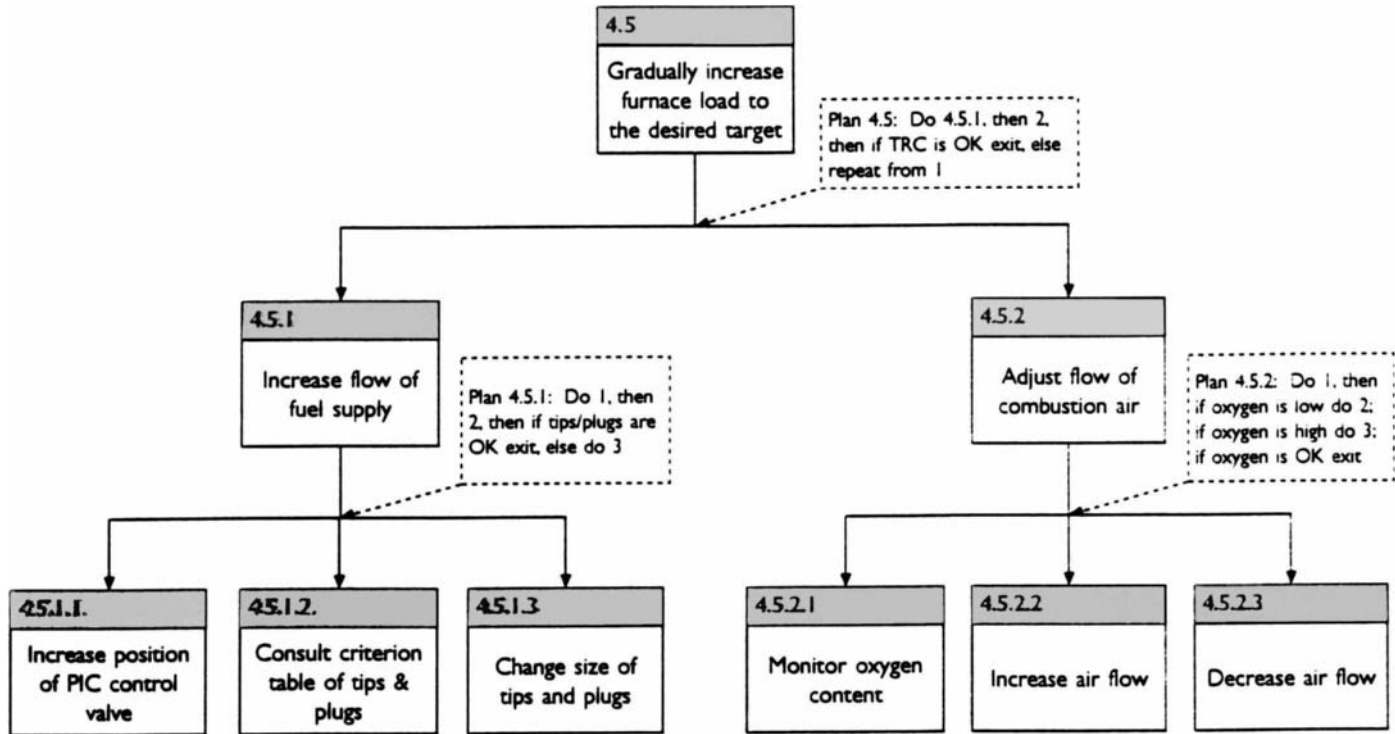 4.5
Gradually increase
furnace load to
the desired target
Plan 4.5: Do 4.5.1, then 2,
then if TRC is OK exit, else
repeat from 1
4.5.1
Increase flow of
fuel supply
Plan 4.5.1: Do 1, then
2, then if tips/plugs are
OK exit, else do 3
4.5.2
Adjust flow of
combustion air
Plan 4.5.2: Do 1, then
if oxygen is low do 2;
if oxygen is high do 3;
if oxygen is OK exit
4.5.1.1.
Increase position
of PIC control
valve
4.5.1.2.
Consult criterion
table of tips &
plugs
4.5.1.3
Change size of
tips and plugs
4.5.2.1
Monitor oxygen
content
4.5.2.2
Increase air flow
4.5.2.3
Decrease air flow